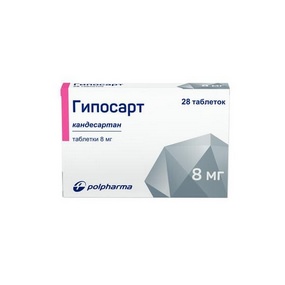 Гипосарт
28 таблеток
кандесартан
таблетки 8 мг
8 мг
polpharma